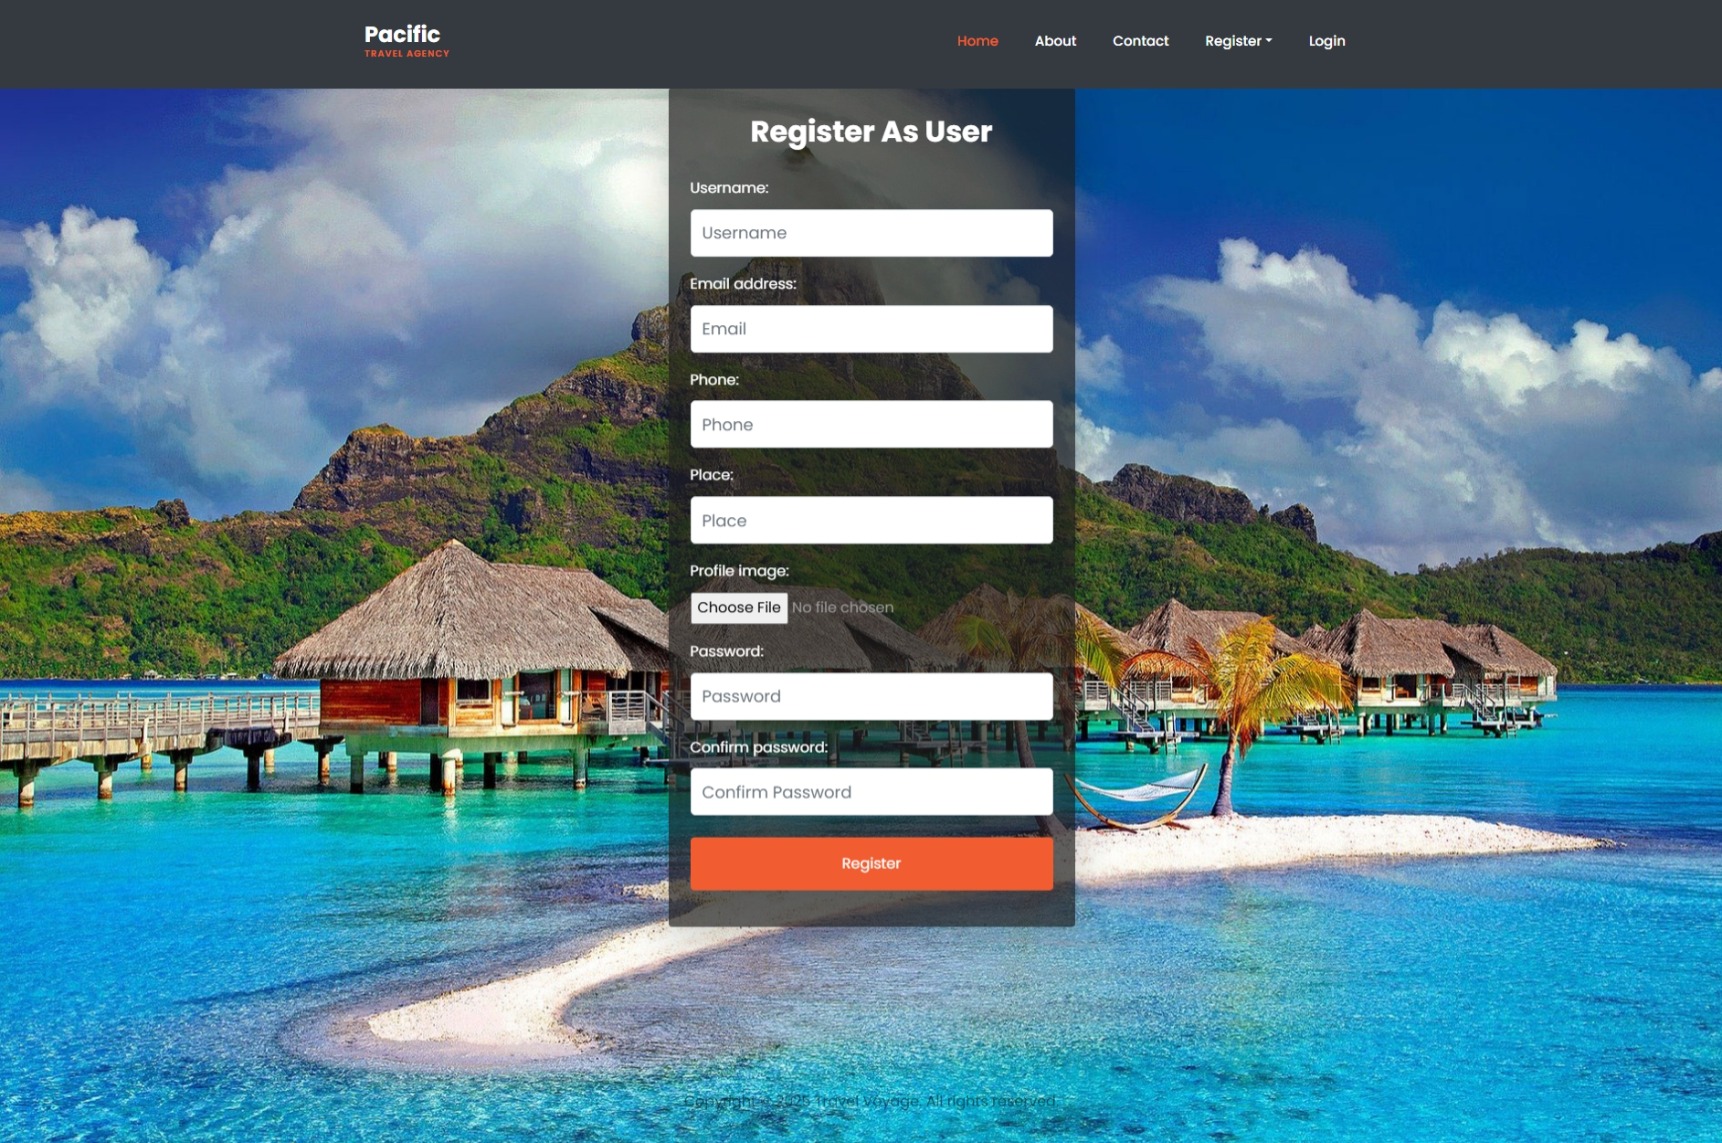 Pacific
TRAVEL AGENCY
Home About Contact Register Login
Register As User
Username:
Username
Email address:
Email
Phone:
Phone
Place:
Place
Profile image:
Choose File No file chosen
Password:
Password
Confirm password:
Confirm Password
Register
Copyright © 2025 Travel Voyage. All rights reserved.